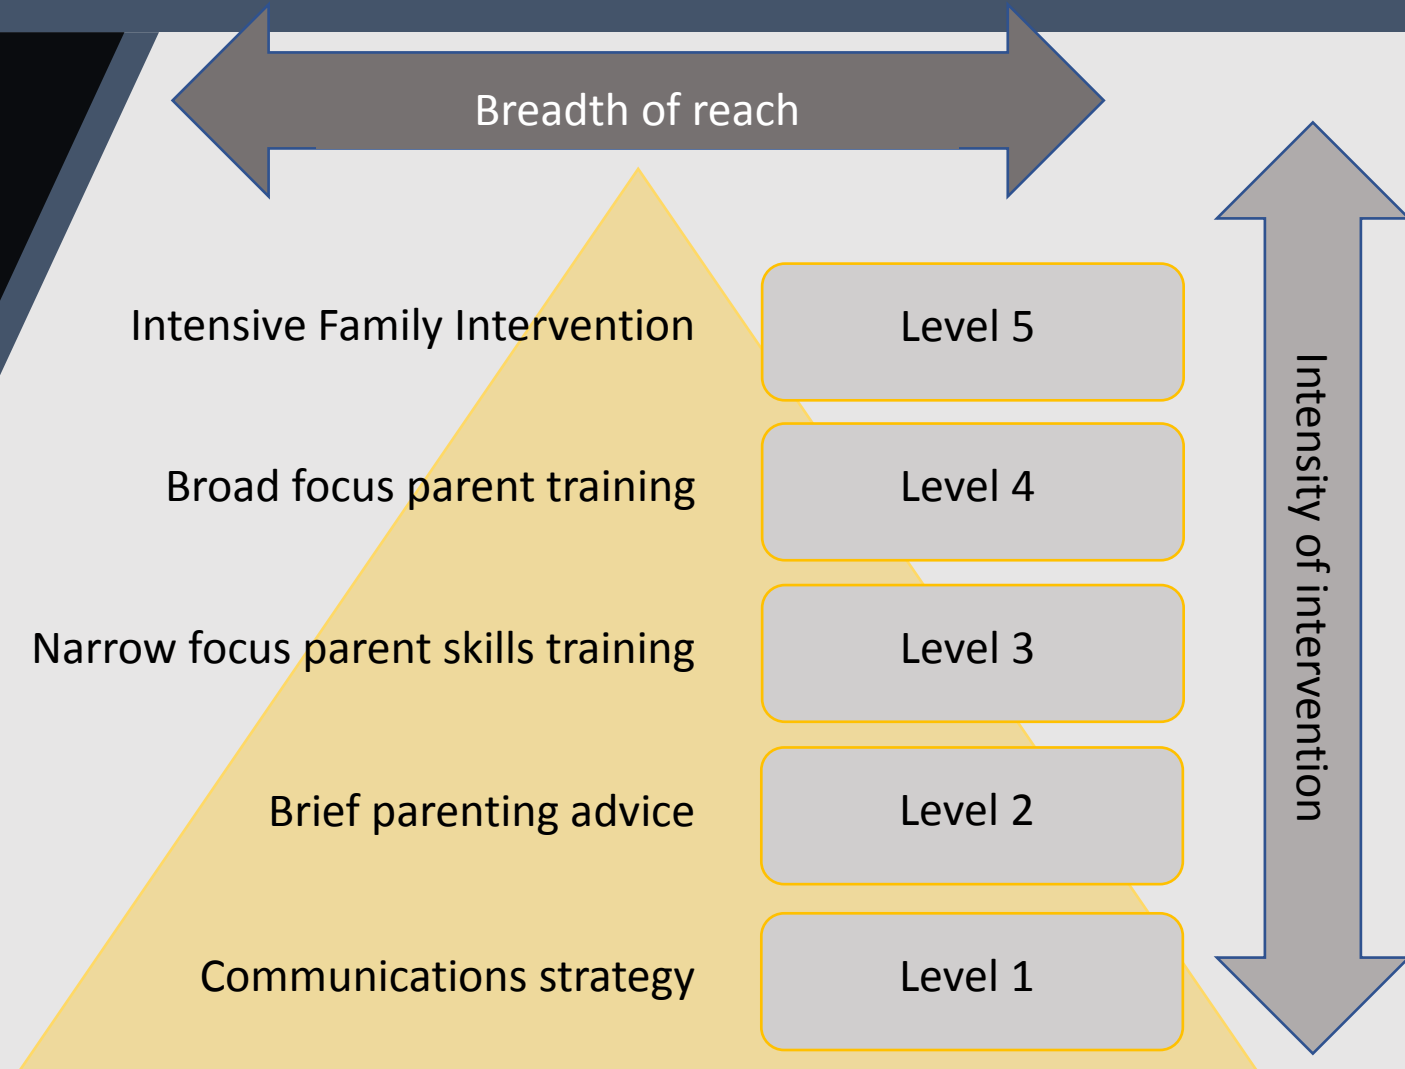 Breadth of reach
Intensive Family Intervention
Level 5
Broad focus parent training
Level 4
Narrow focus parent skills training
Level 3
Brief parenting advice
Level 2
Communications strategy
Level 1
Intensity of intervention